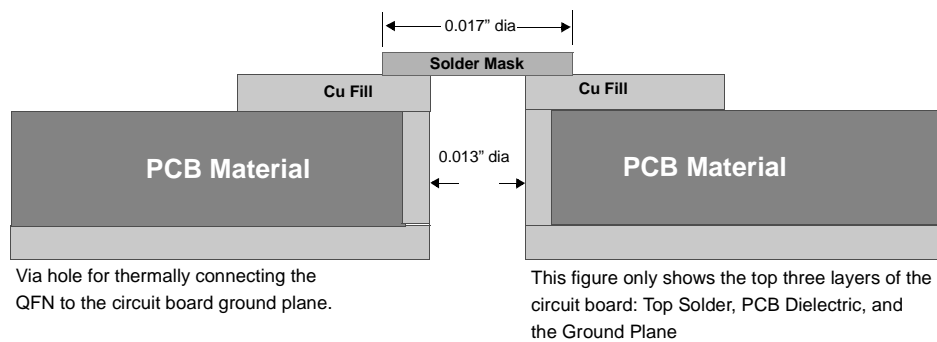 0.017” dia
Solder Mask
Cu Fill
Cu Fill
0.013” dia
PCB Material
PCB Material
Via hole for thermally connecting the
QFN to the circuit board ground plane.
This figure only shows the top three layers of the
circuit board: Top Solder, PCB Dielectric, and
the Ground Plane